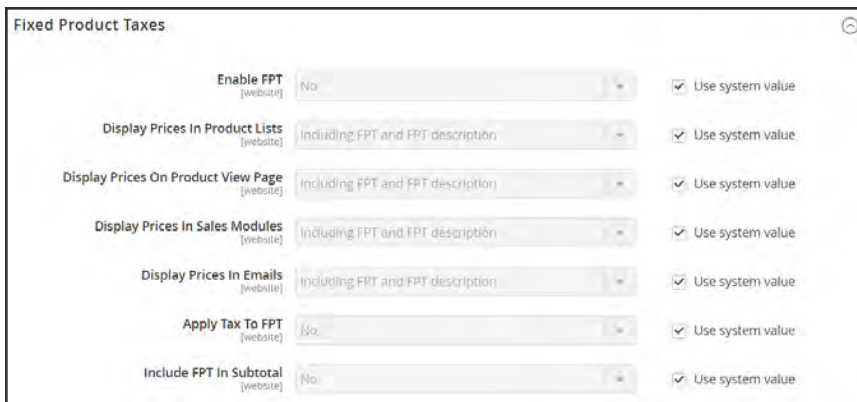 Fixed Product Taxes
Enable FPT
[website]
No
Use system value
Display Prices In Product Lists
[website]
Including FPT and FPT description
Use system value
Display Prices On Product View Page
[website]
Including FPT and FPT description
Use system value
Display Prices In Sales Modules
[website]
Including FPT and FPT description
Use system value
Display Prices In Emails
[website]
Including FPT and FPT description
Use system value
Apply Tax To FPT
[website]
No
Use system value
Include FPT In Subtotal
[website]
No
Use system value